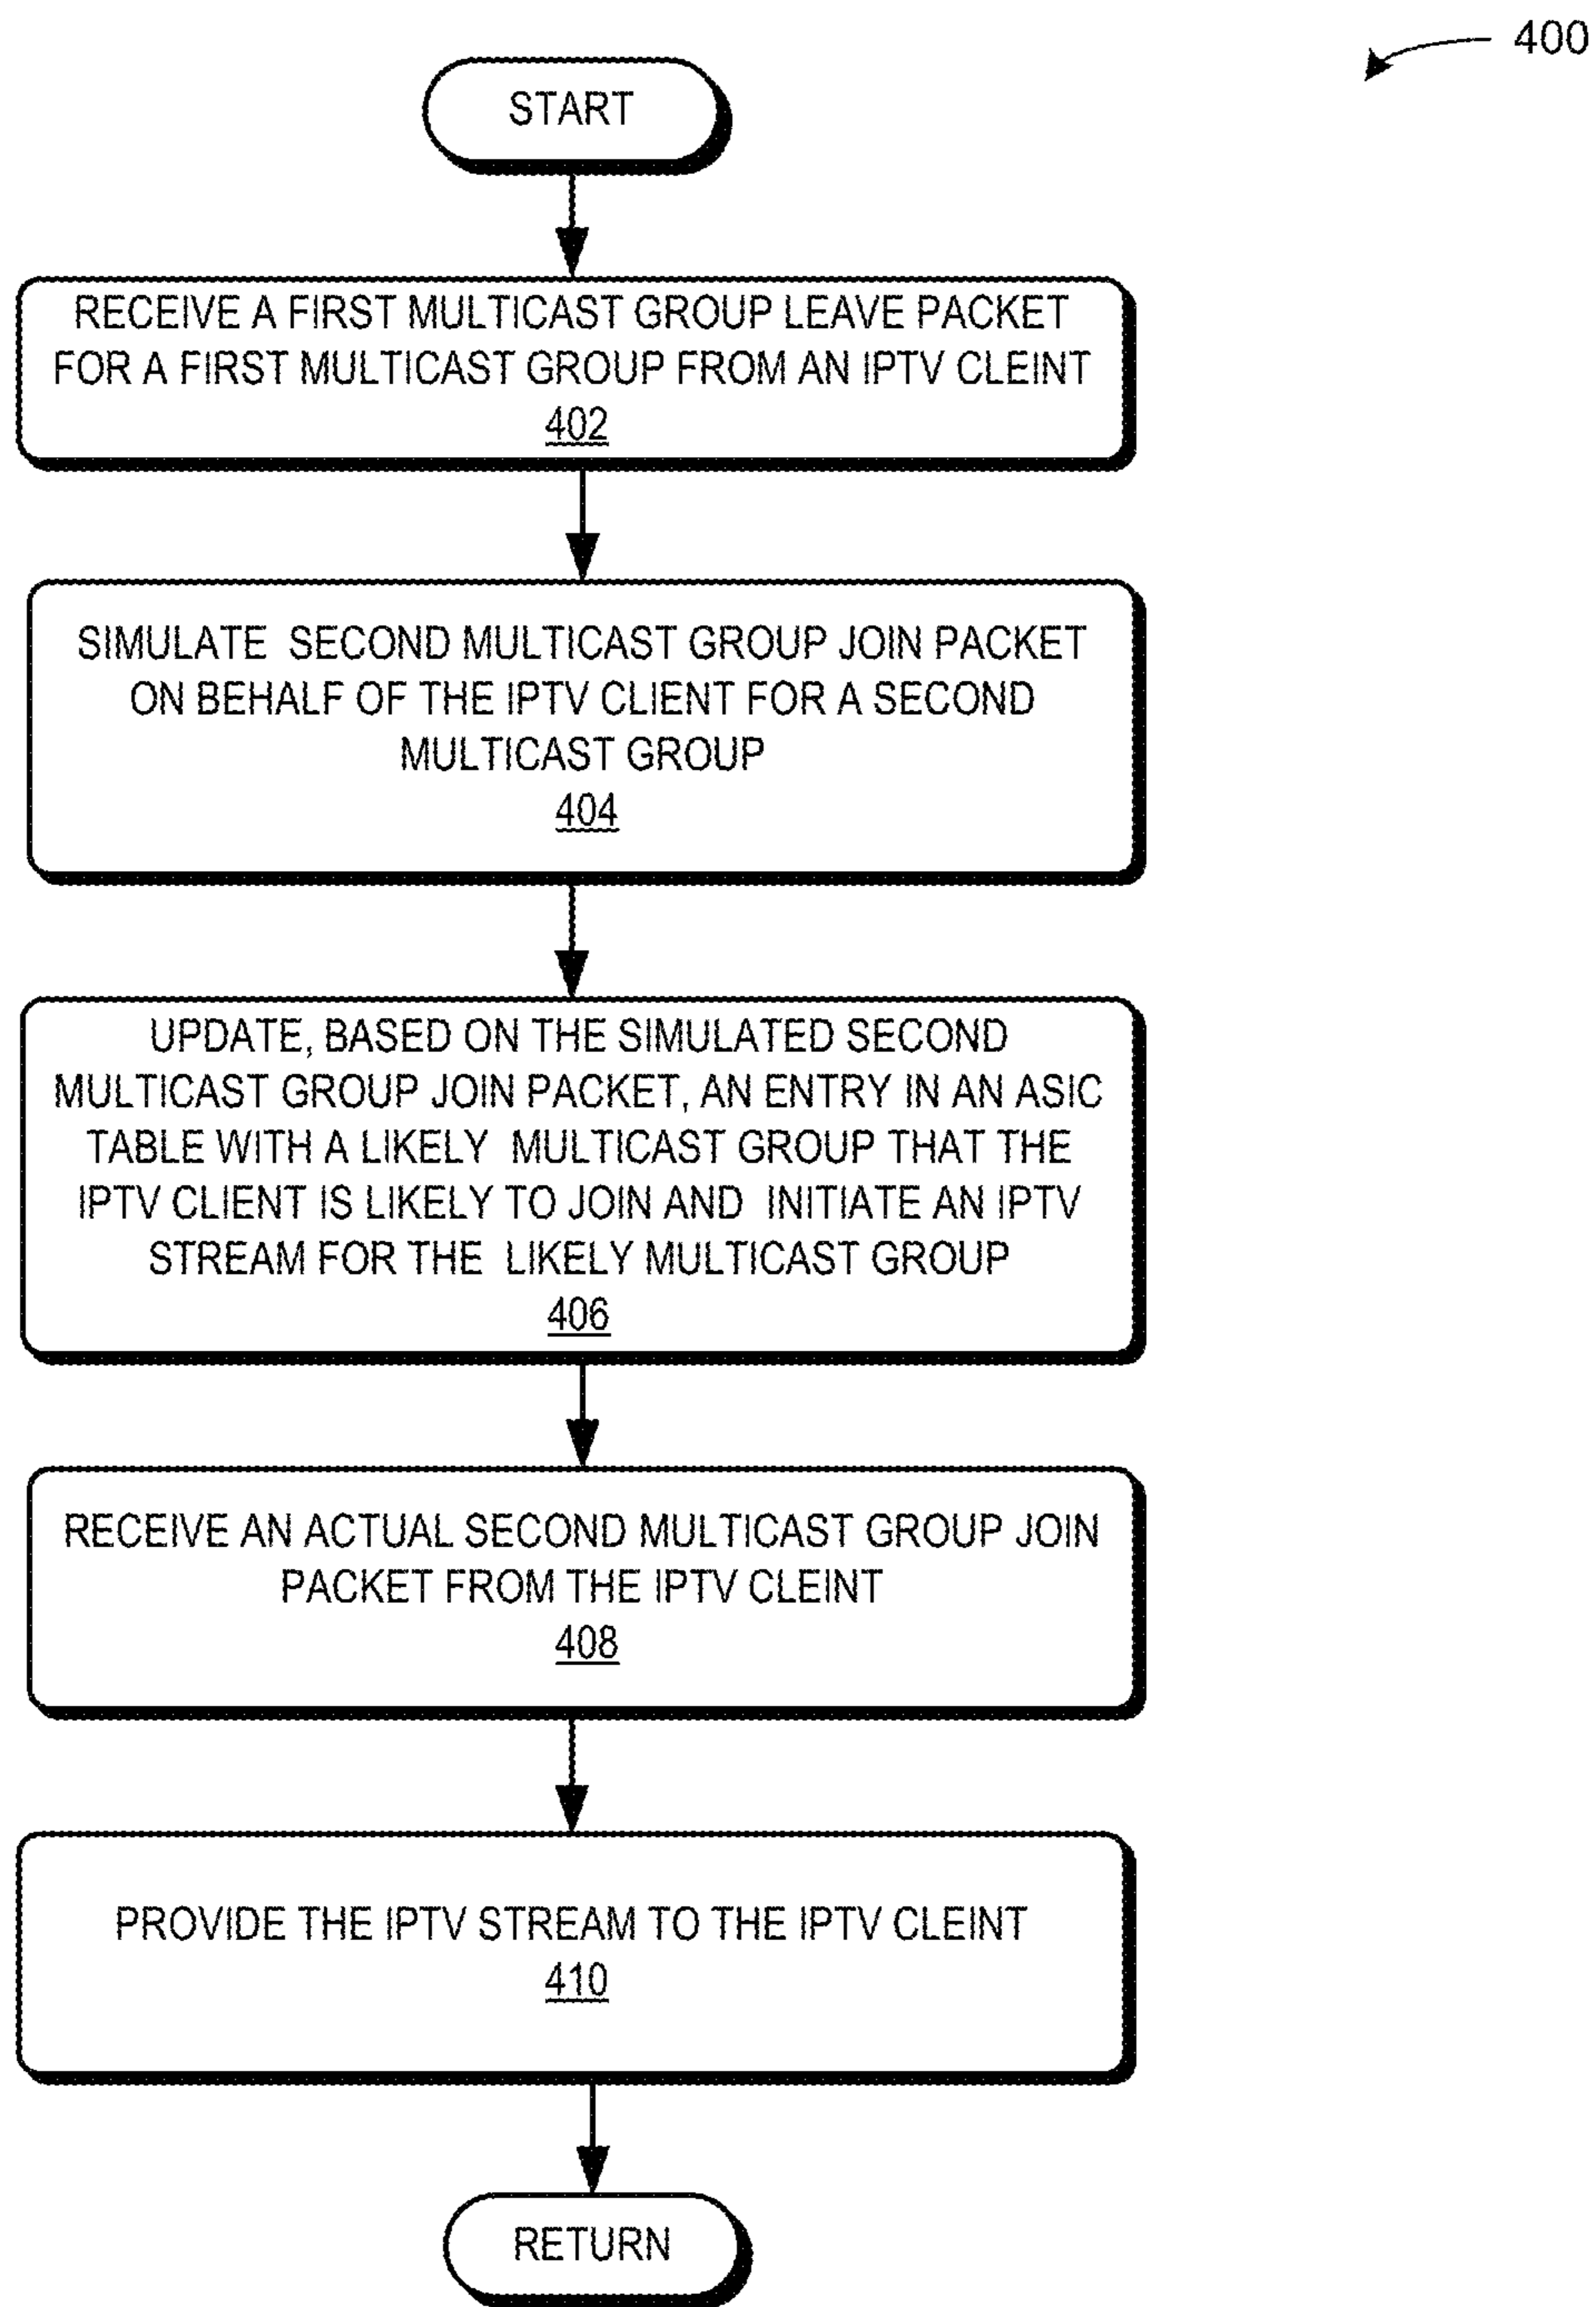 400
START
RECEIVE A FIRST MULTICAST GROUP LEAVE PACKET
FOR A FIRST MULTICAST GROUP FROM AN IPTV CLEINT
402
SIMULATE SECOND MULTICAST GROUP JOIN PACKET
ON BEHALF OF THE IPTV CLIENT FOR A SECOND
MULTICAST GROUP
404
UPDATE, BASED ON THE SIMULATED SECOND
MULTICAST GROUP JOIN PACKET, AN ENTRY IN AN ASIC
TABLE WITH A LIKELY MULTICAST GROUP THAT THE
IPTV CLIENT IS LIKELY TO JOIN AND INITIATE AN IPTV
STREAM FOR THE LIKELY MULTICAST GROUP
406
RECEIVE AN ACTUAL SECOND MULTICAST GROUP JOIN
PACKET FROM THE IPTV CLEINT
408
PROVIDE THE IPTV STREAM TO THE IPTV CLEINT
410
RETURN